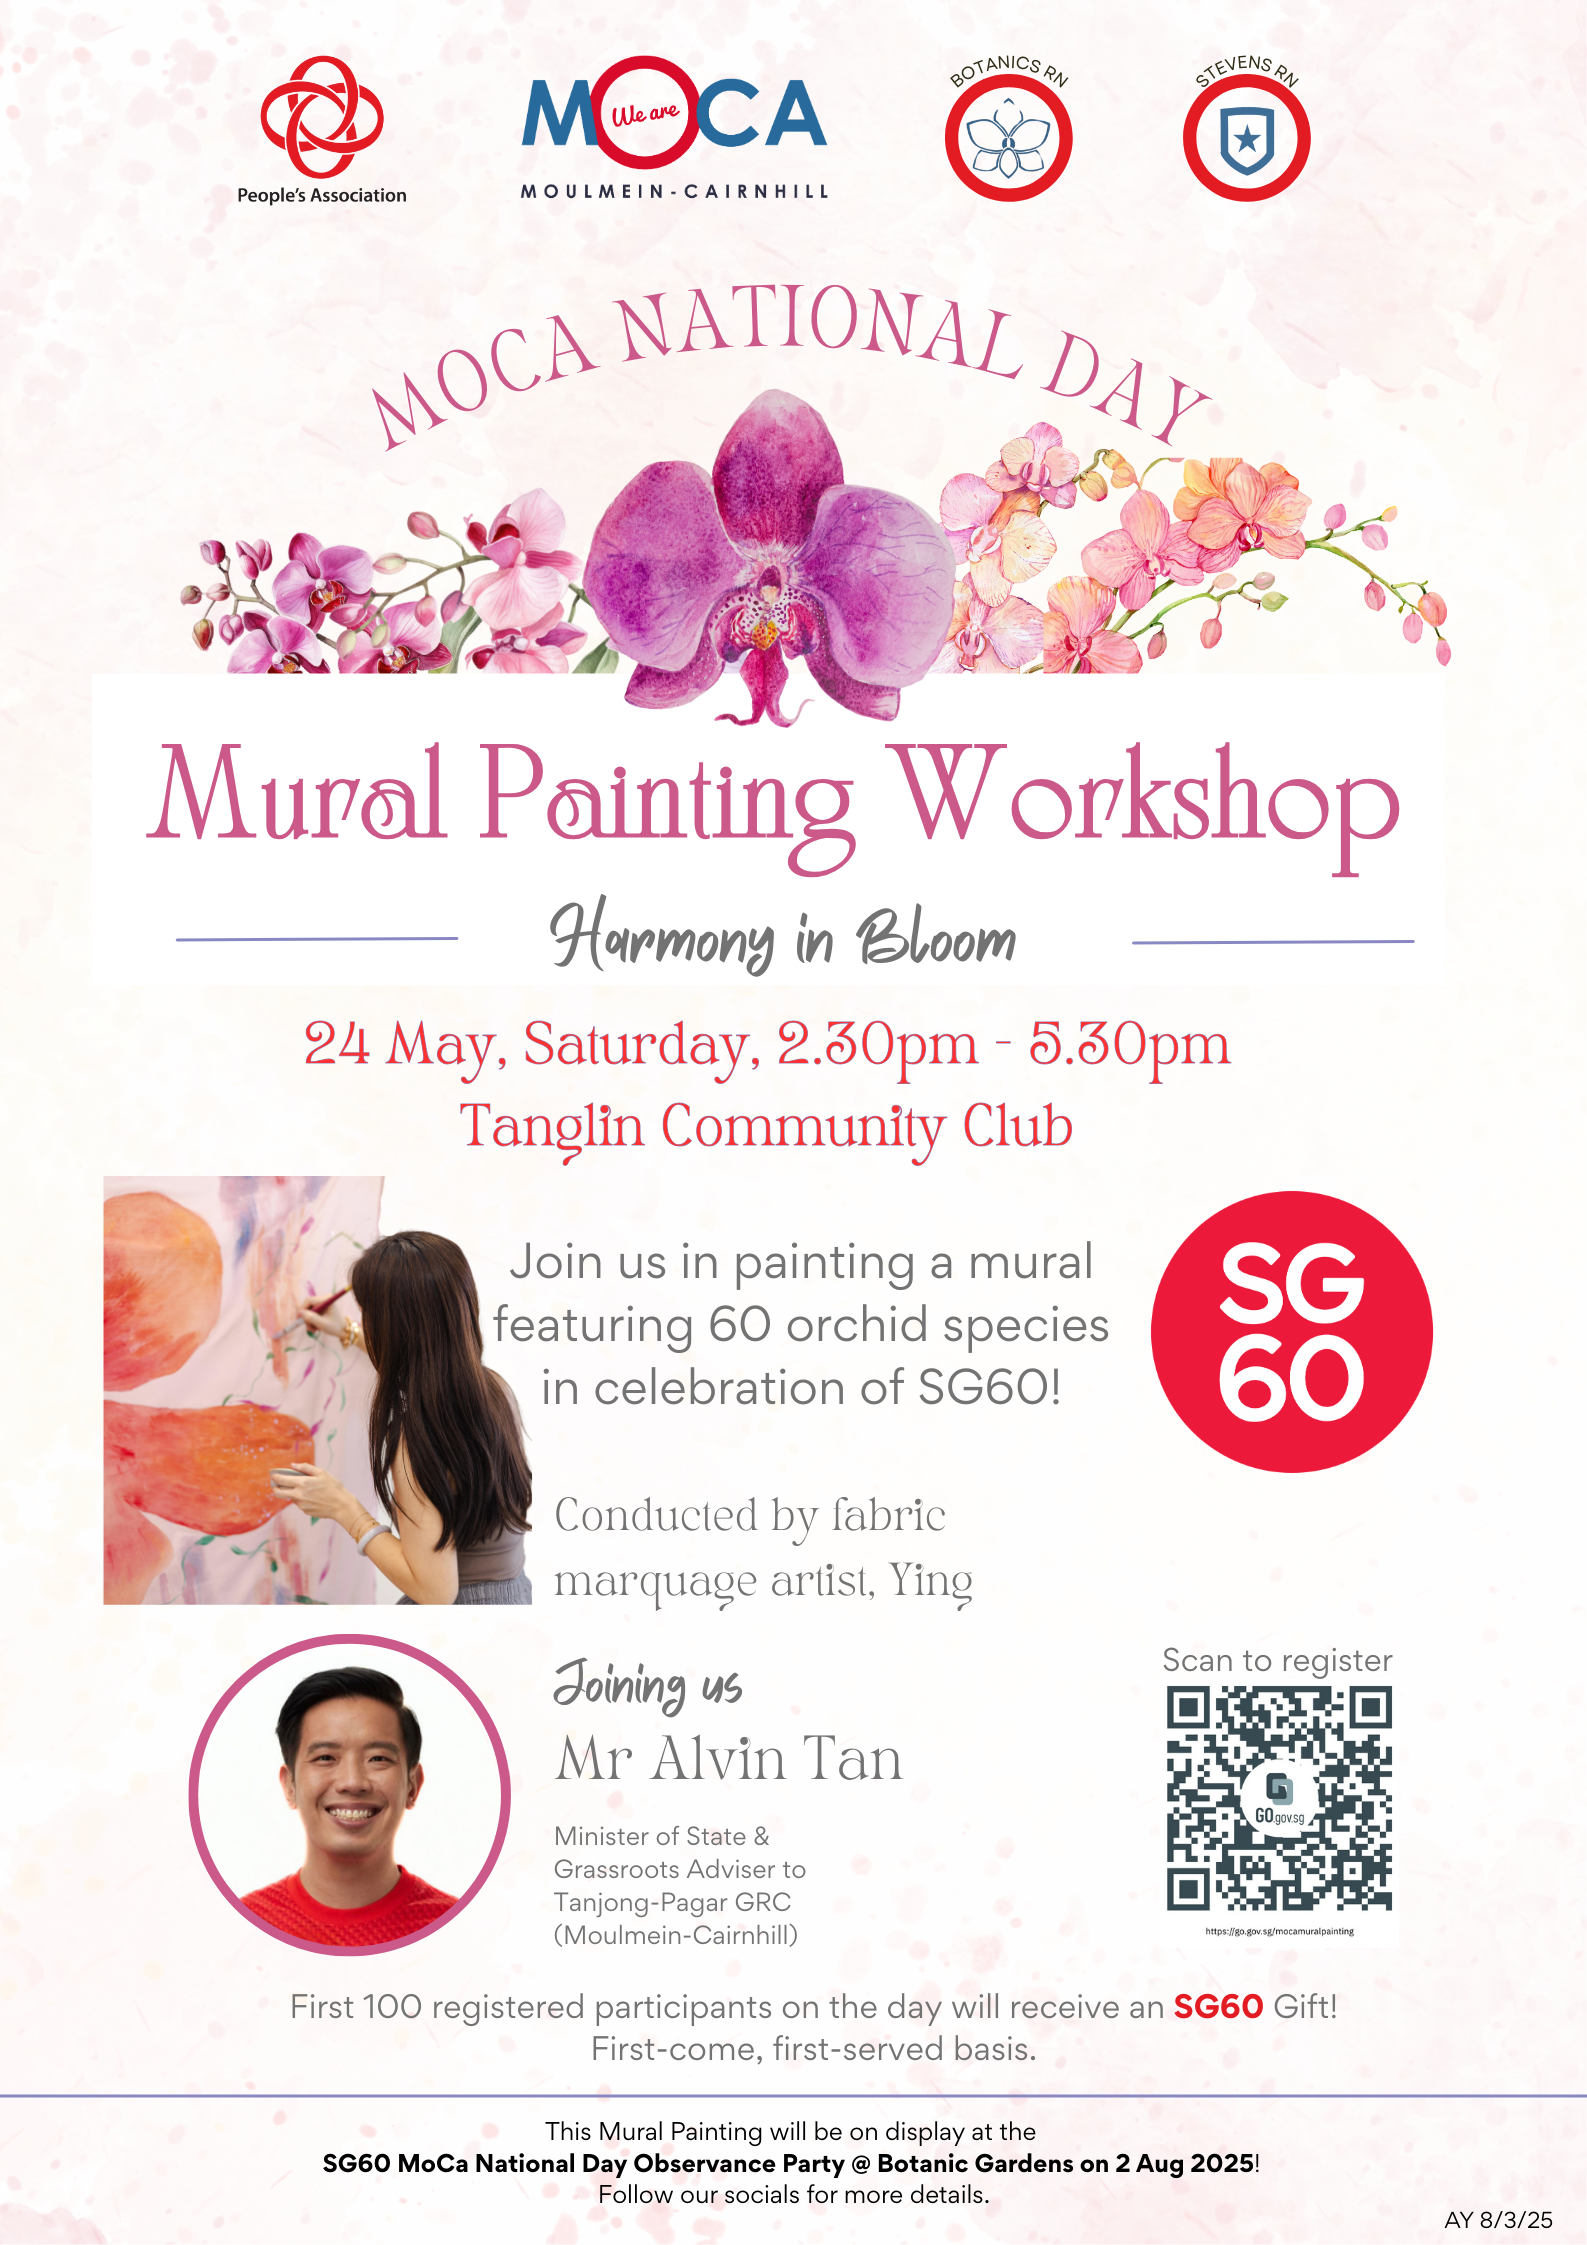 People's Association
We are
MOCA
MOULMEIN-CAIRNHILL
BOTANICS RN
STEVENS RN
MOCA NATIONAL DAY
Mural Painting Workshop
Harmony in Bloom
24 May, Saturday, 2.30pm - 5.30pm
Tanglin Community Club
Join us in painting a mural
featuring 60 orchid species
in celebration of SG60!
SG
60
Conducted by fabric
marquage artist, Ying
Joining us
Mr Alvin Tan
Minister of State &
Grassroots Adviser to
Tanjong-Pagar GRC
(Moulmein-Cairnhill)
Scan to register
GO.gov.sg
https://go.gov.sg/mocamuralpainting
First 100 registered participants on the day will receive an SG60 Gift!
First-come, first-served basis.
This Mural Painting will be on display at the
SG60 MoCa National Day Observance Party @ Botanic Gardens on 2 Aug 2025!
Follow our socials for more details.
AY 8/3/25